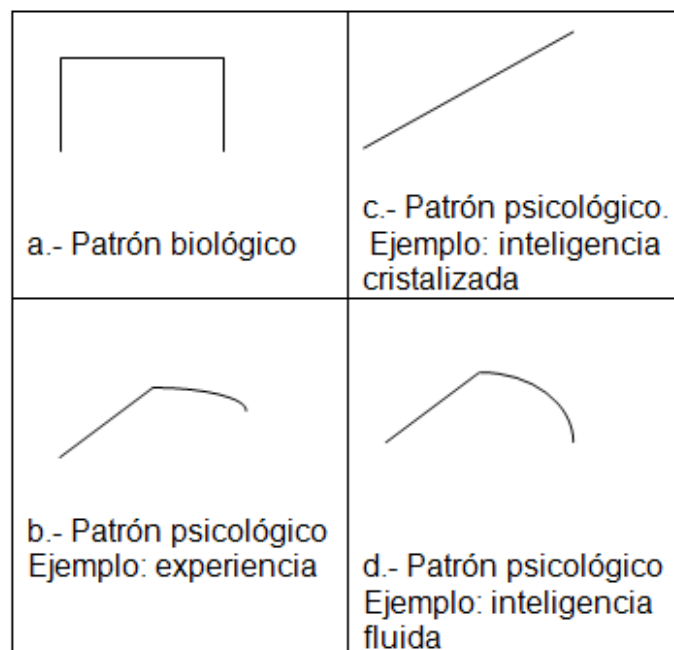 a.- Patrón biológico
c.- Patrón psicológico.
Ejemplo: inteligencia
cristalizada
b.- Patrón psicológico
Ejemplo: experiencia
d.- Patrón psicológico
Ejemplo: inteligencia
fluida